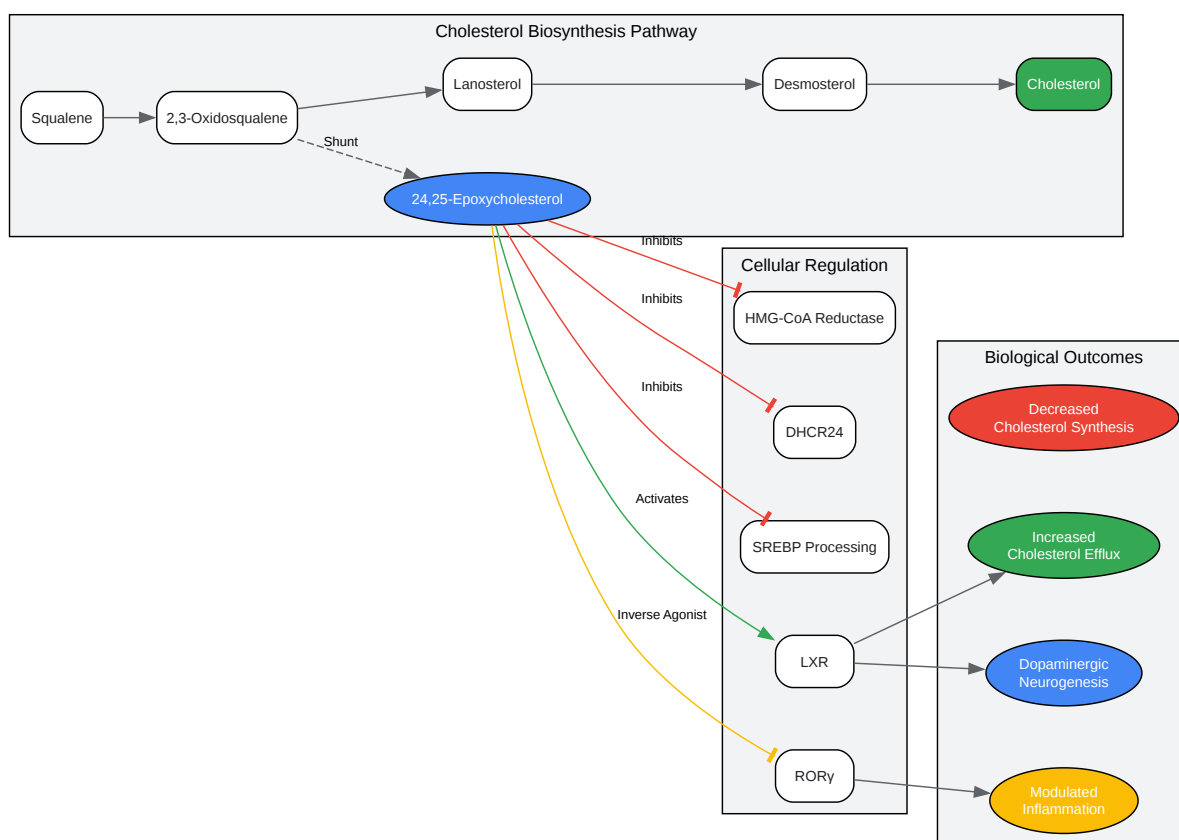 Cholesterol Biosynthesis Pathway
Squalene
2,3-Oxidosqualene
Lanosterol
Desmosterol
Cholesterol
Shunt
24,25-Epoxycholesterol
Inhibits
Cellular Regulation
HMG-CoA Reductase
Inhibits
DHCR24
Inhibits
SREBP Processing
Activates
LXR
Inverse Agonist
RORγ
Biological Outcomes
Decreased
Cholesterol Synthesis
Increased
Cholesterol Efflux
Dopaminergic
Neurogenesis
Modulated
Inflammation